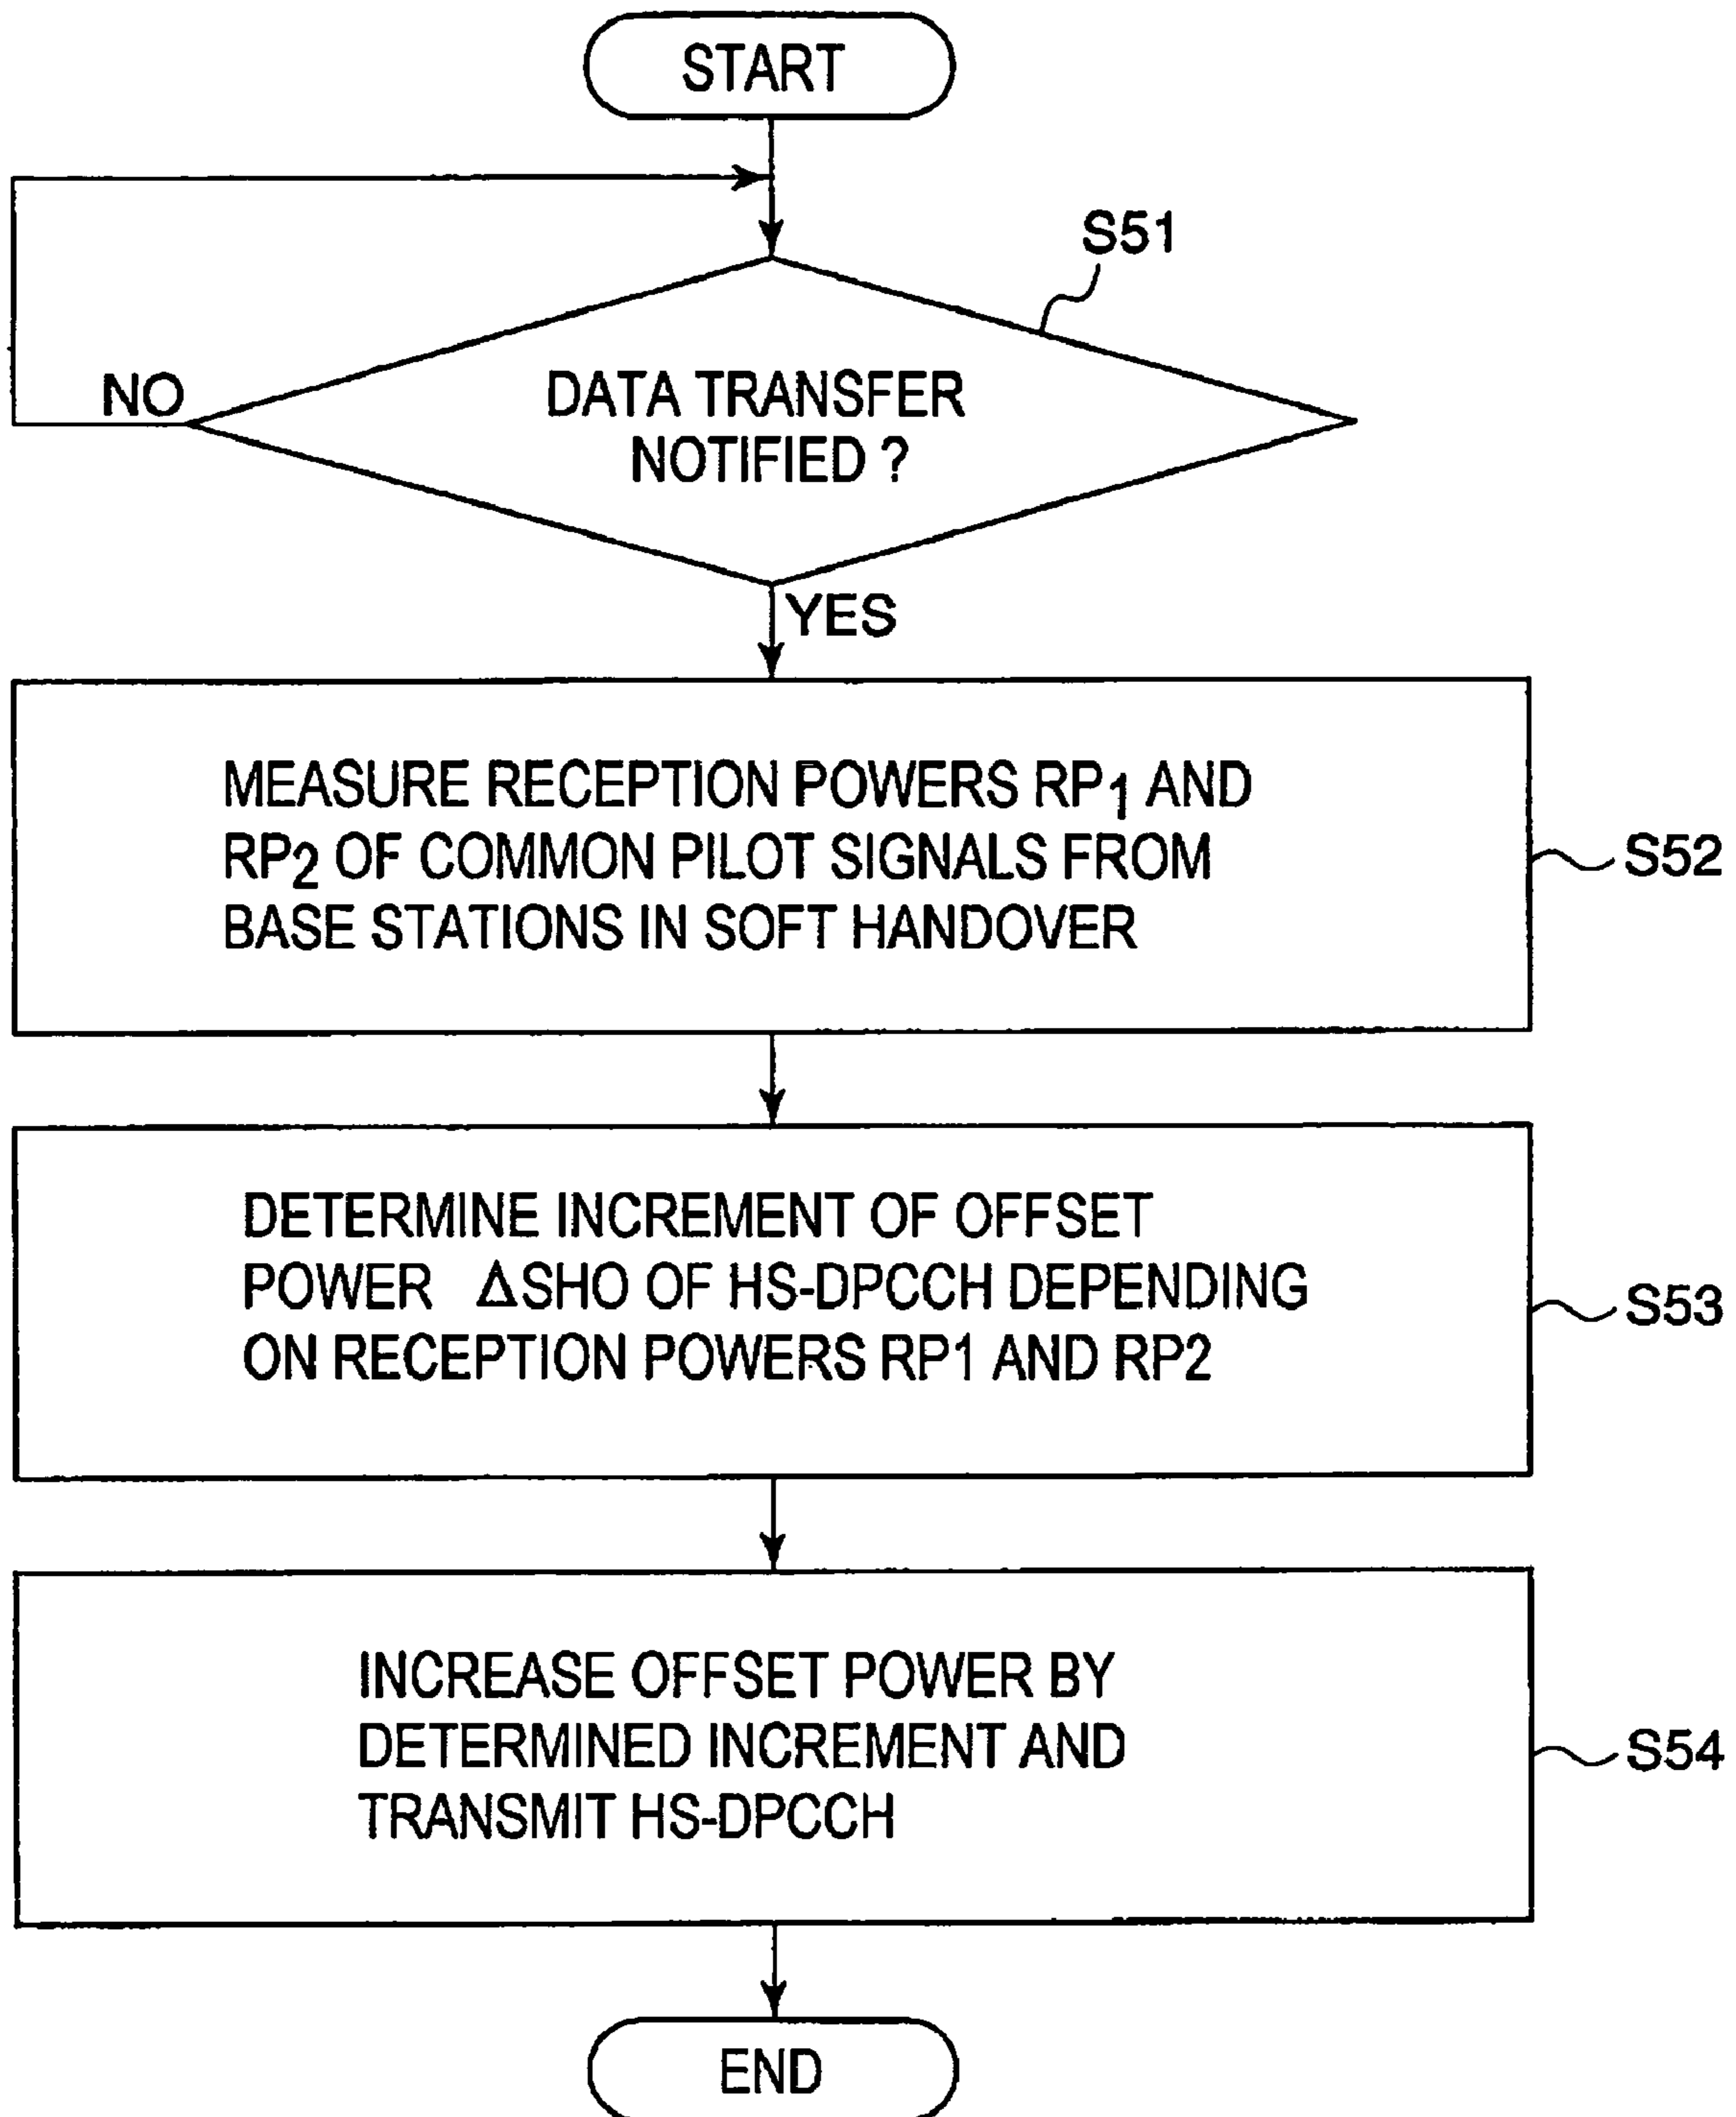 START
S51
NO
DATA TRANSFER
NOTIFIED ?
YES
MEASURE RECEPTION POWERS RP1 AND
RP2 OF COMMON PILOT SIGNALS FROM
BASE STATIONS IN SOFT HANDOVER
S52
DETERMINE INCREMENT OF OFFSET
POWER ΔSHO OF HS-DPCCH DEPENDING
ON RECEPTION POWERS RP1 AND RP2
S53
INCREASE OFFSET POWER BY
DETERMINED INCREMENT AND
TRANSMIT HS-DPCCH
S54
END